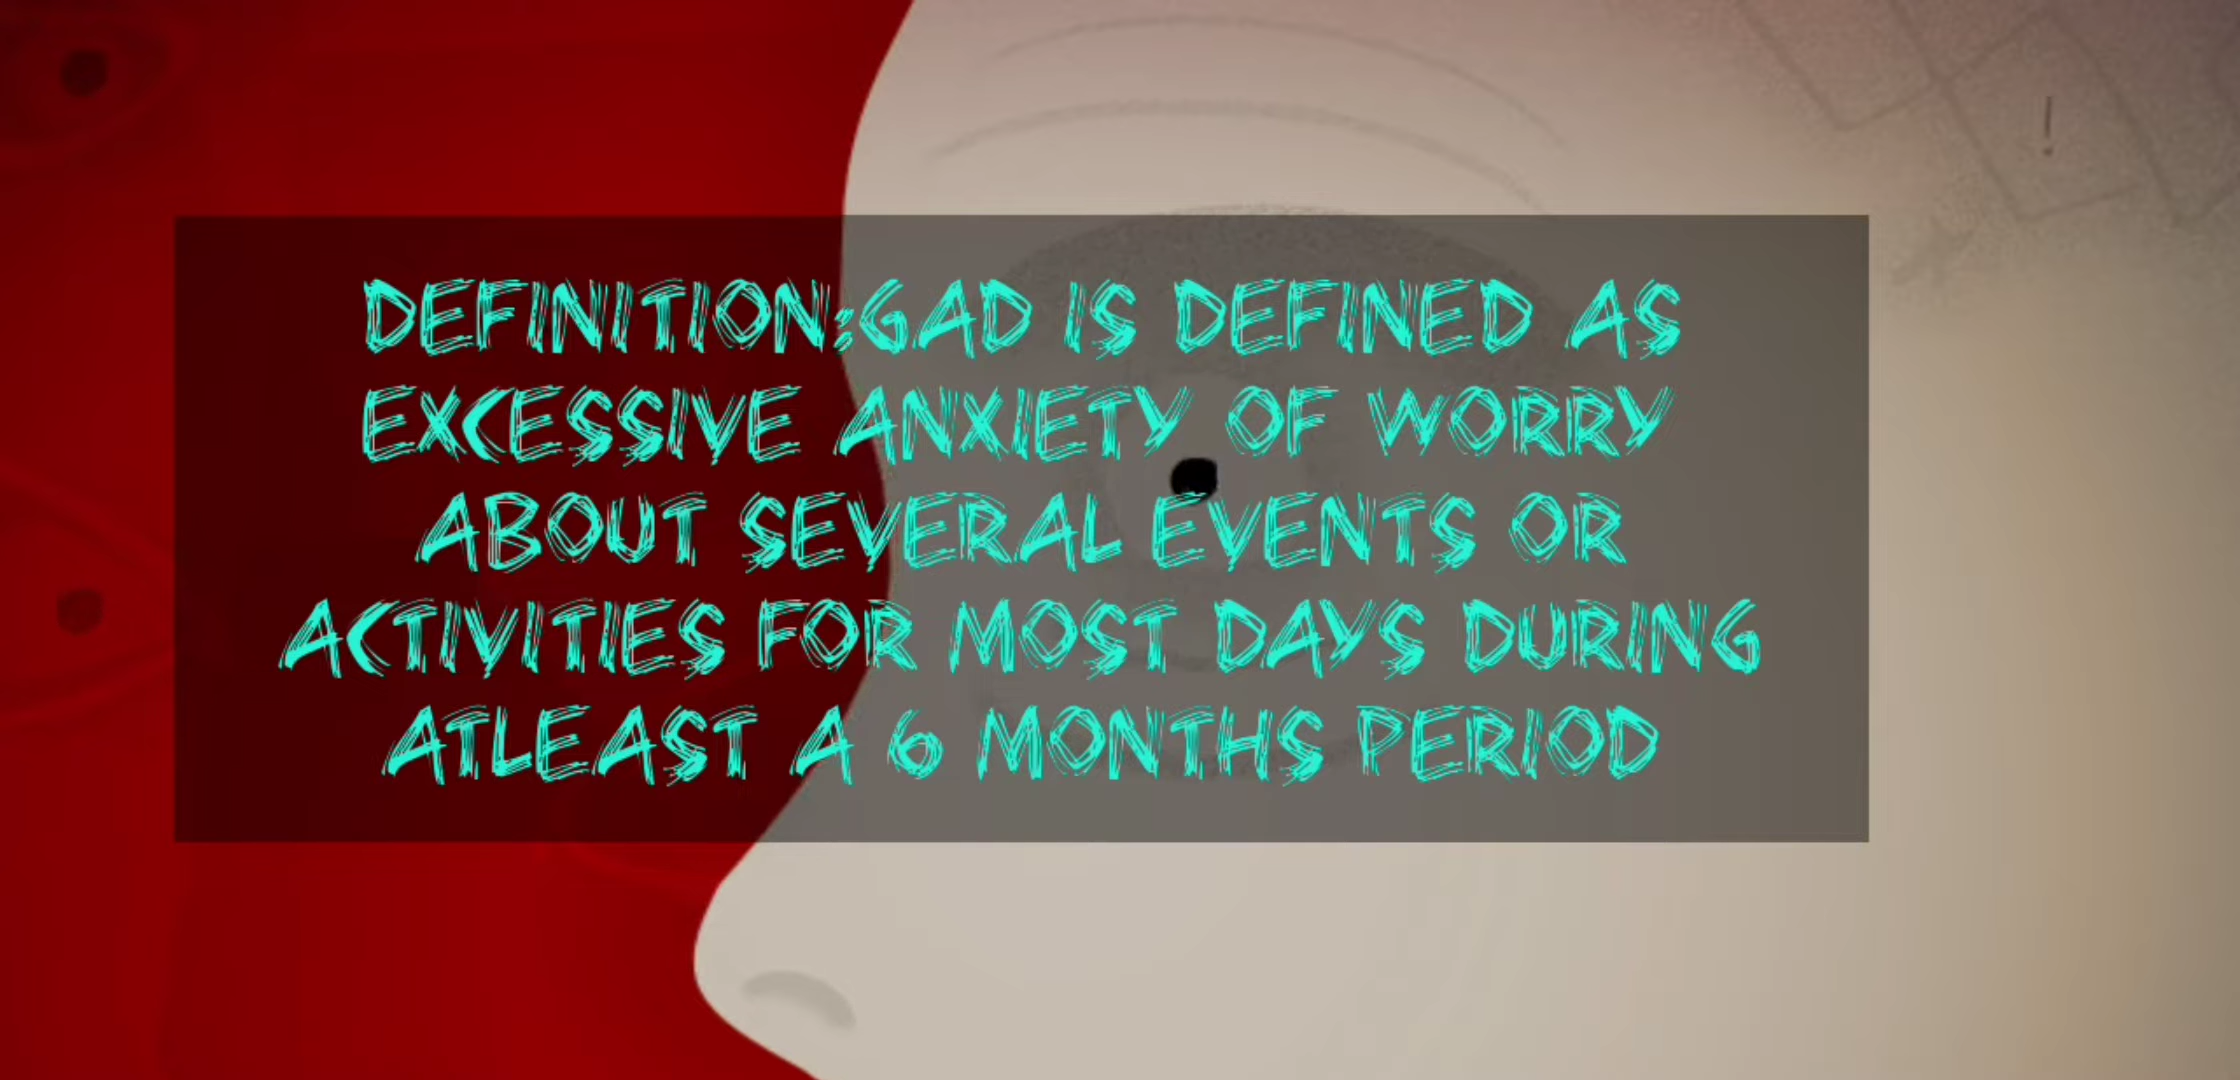 DEFINITION:GAD IS DEFINED AS
EXCESSIVE ANXIETY OF WORRY
ABOUT SEVERAL EVENTS OR
ACTIVITIES FOR MOST DAYS DURING
ATLEAST A 6 MONTHS PERIOD